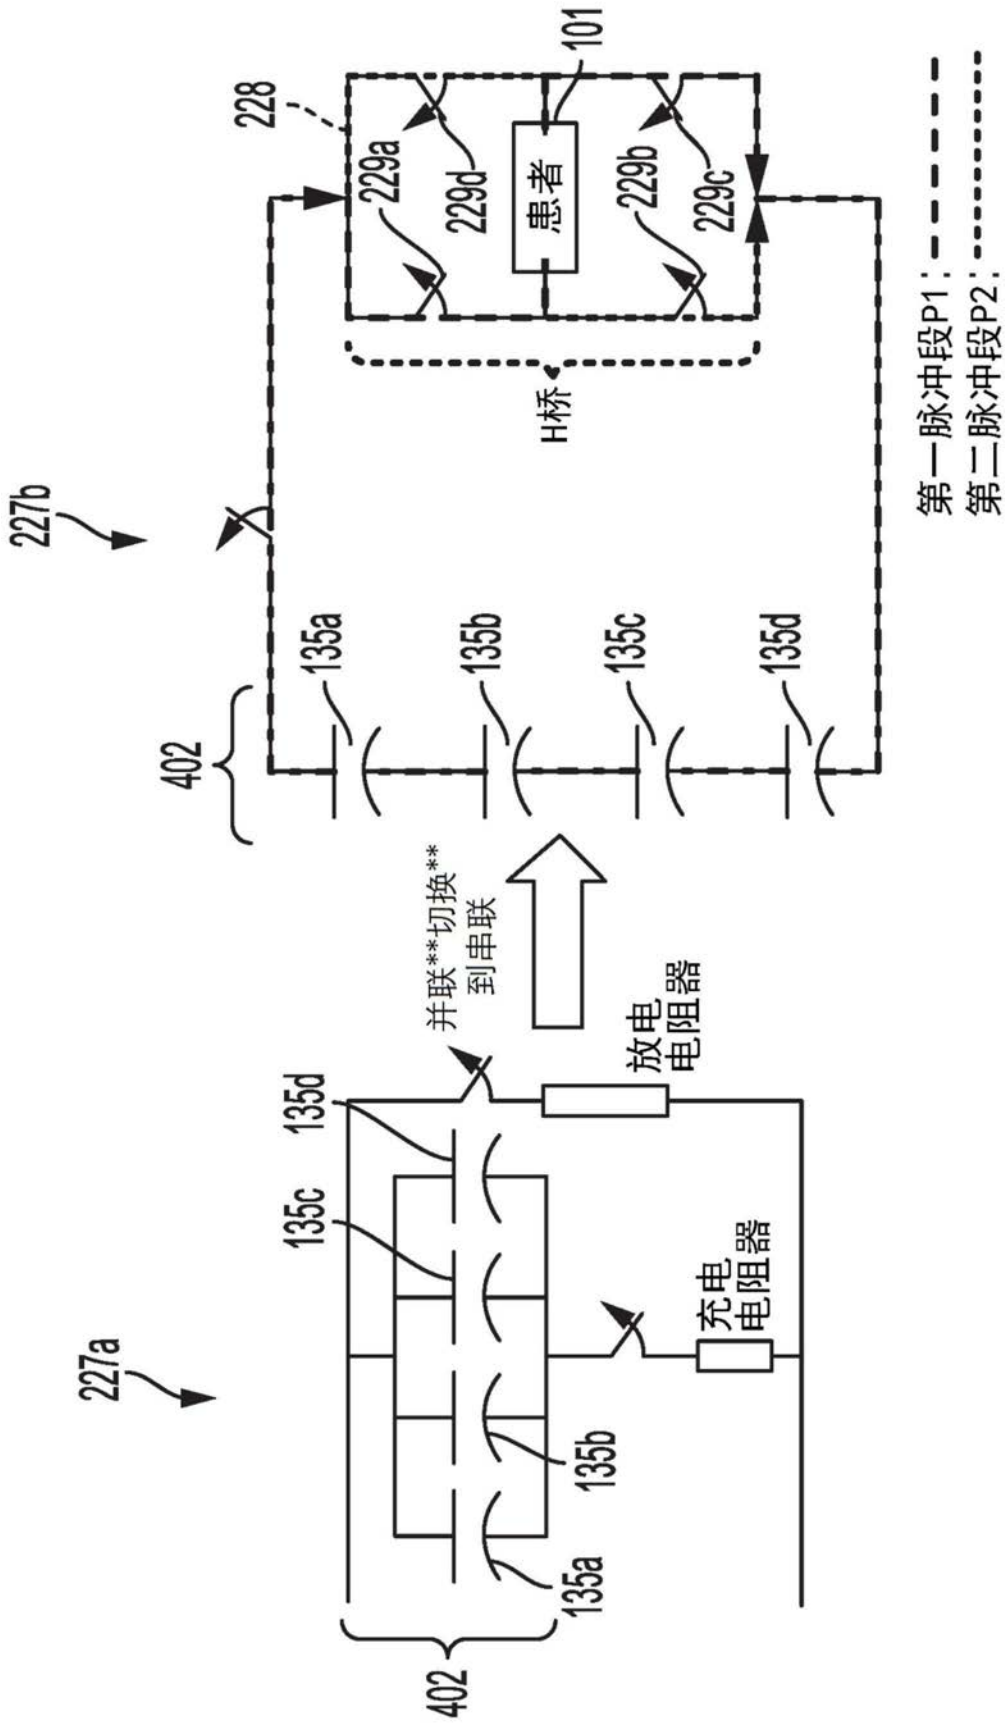 227a
402
135a
135b
135c
135d
充电
电阻器
放电
电阻器
并联**切换**
到串联
227b
402
135a
135b
135c
135d
H桥
228
229a
229d
患者
101
229b
229c
第一脉冲段P1:
第二脉冲段P2: